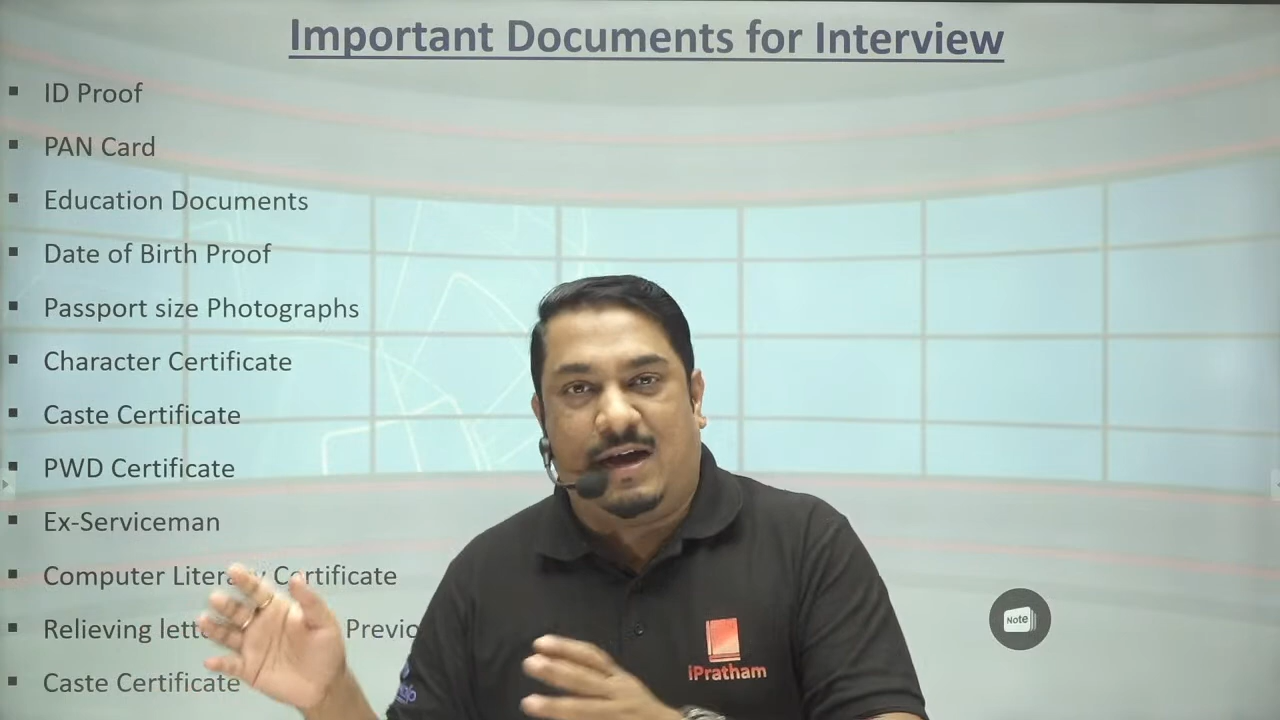 Important Documents for Interview
▪ ID Proof
▪ PAN Card
▪ Education Documents
▪ Date of Birth Proof
▪ Passport size Photographs
▪ Character Certificate
▪ Caste Certificate
▪ PWD Certificate
▪ Ex-Serviceman
▪ Computer Certificate
▪ Relieving
▪ Caste Certificate
Note
iPratham